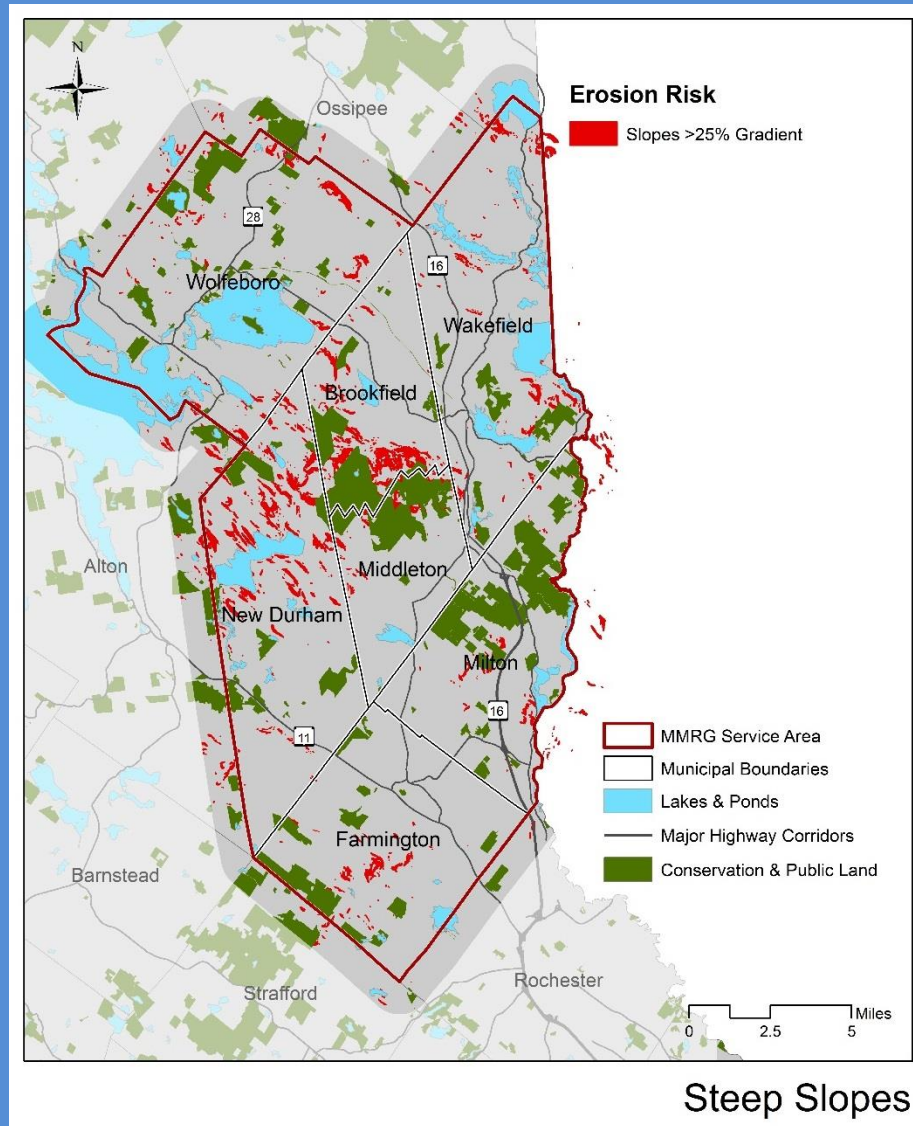 N
Ossipee
Erosion Risk
Slopes >25% Gradient
28
16
Wolfeboro
Wakefield
Brookfield
Alton
Middleton
New Durham
Milton
16
11
MMRG Service Area
Municipal Boundaries
Lakes & Ponds
Major Highway Corridors
Conservation & Public Land
Farmington
Barnstead
Strafford
Rochester
Miles
0 2.5 5
Steep Slopes